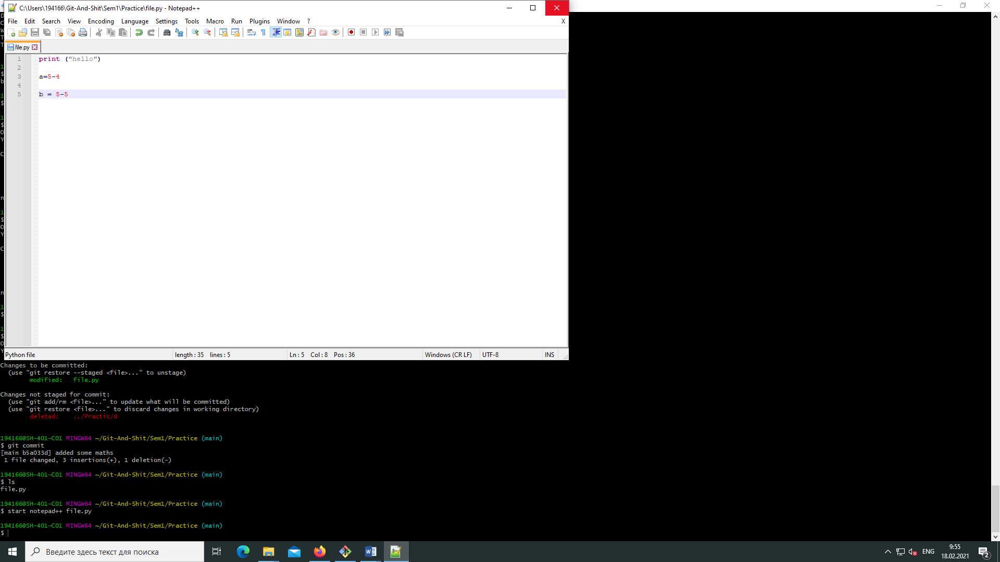 C:\Users\194166\Git-And-Shit\Sem1\Practice\file.py - Notepad++
File Edit Search View Encoding Language Settings Tools Macro Run Plugins Window ? X
file.py
1 print ("hello")
2
3 a=5-4
4
5 b = 5-5
Python file length : 35 lines : 5 Ln : 5 Col : 8 Pos : 36 Windows (CR LF) UTF-8 INS
Changes to be committed:
(use "git restore --staged <file>..." to unstage)
modified: file.py
Changes not staged for commit:
(use "git add/rm <file>..." to update what will be committed)
(use "git restore <file>..." to discard changes in working directory)
deleted: ../Practic/d
194166@SH-401-C01 MINGW64 ~/Git-And-Shit/Sem1/Practice (main)
$ git commit
[main b5a033d] added some maths
1 file changed, 3 insertions(+), 1 deletion(-)
194166@SH-401-C01 MINGW64 ~/Git-And-Shit/Sem1/Practice (main)
$ ls
file.py
194166@SH-401-C01 MINGW64 ~/Git-And-Shit/Sem1/Practice (main)
$ start notepad++ file.py
194166@SH-401-C01 MINGW64 ~/Git-And-Shit/Sem1/Practice (main)
$
Введите здесь текст для поиска
ENG
9:55
18.02.2021
2